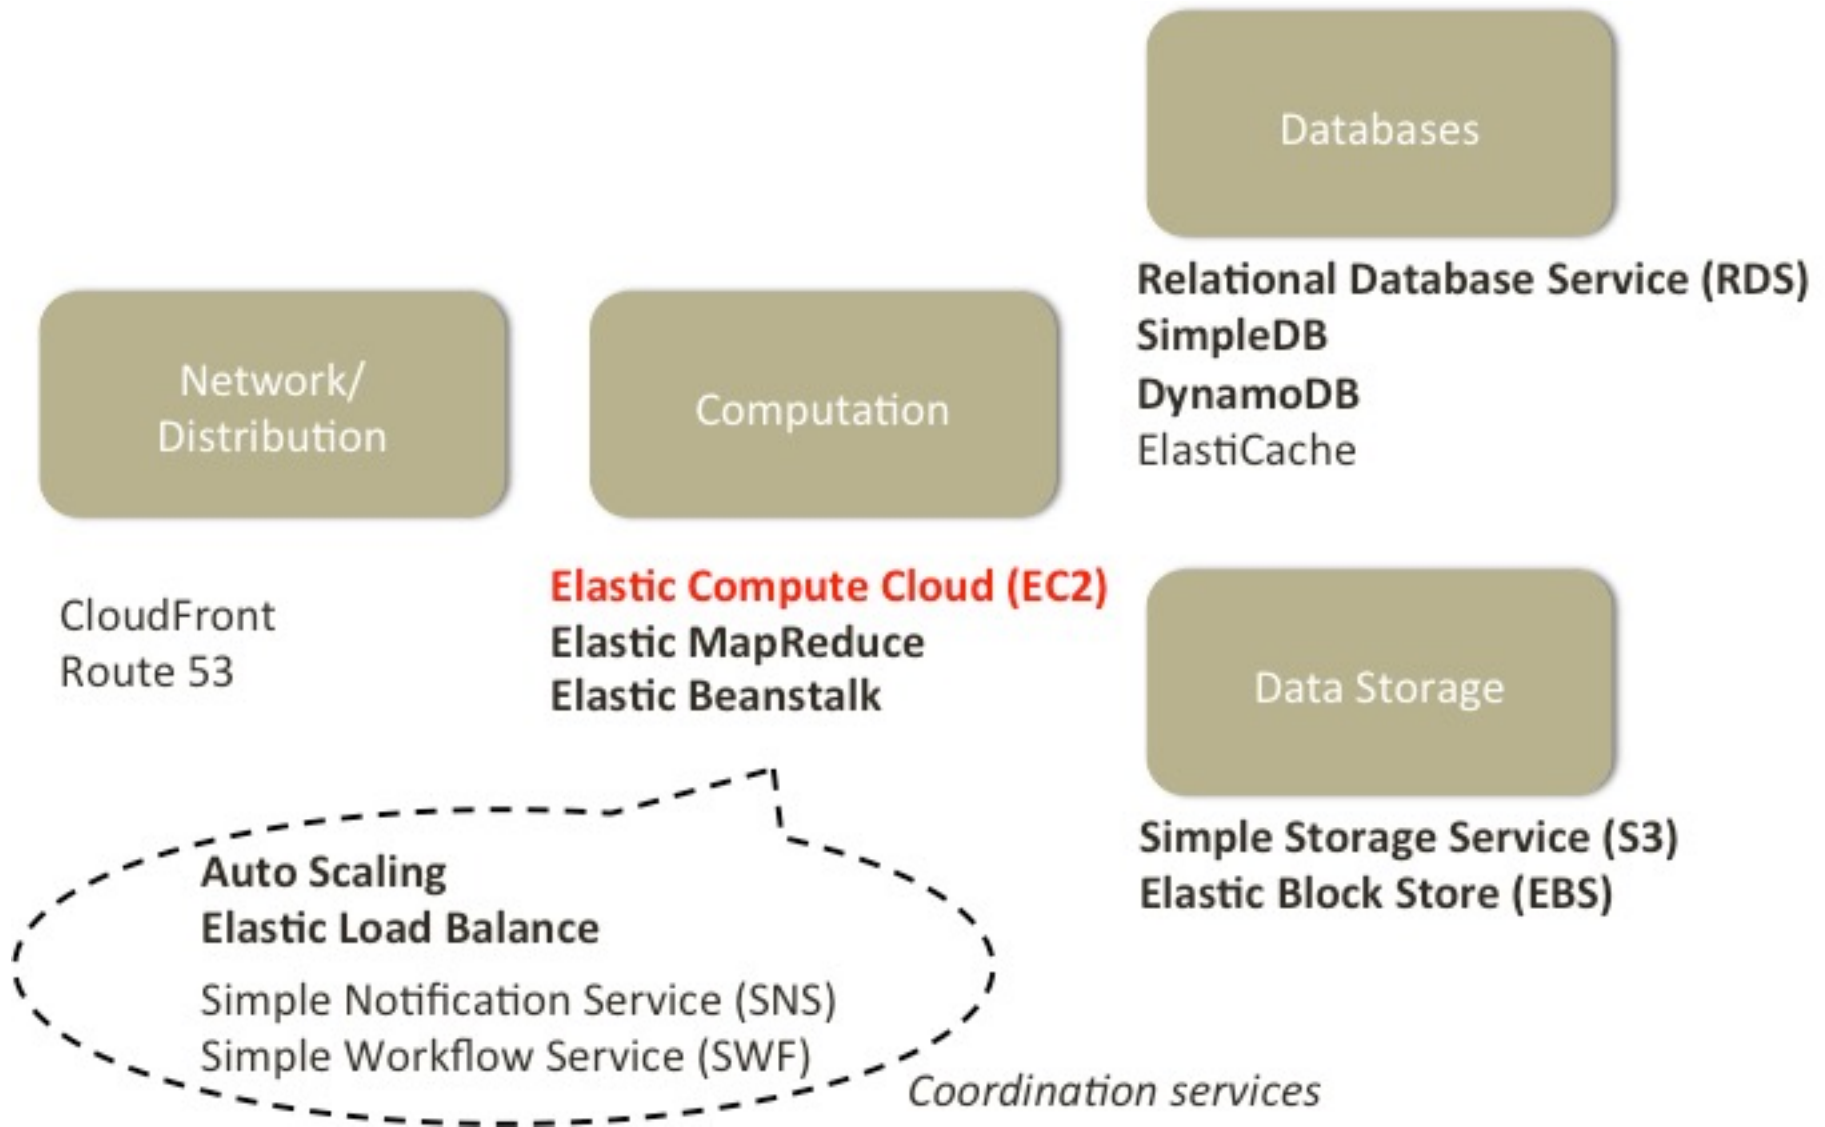 Databases
Relational Database Service (RDS)
SimpleDB
DynamoDB
ElastiCache
Network/
Distribution
CloudFront
Route 53
Computation
Elastic Compute Cloud (EC2)
Elastic MapReduce
Elastic Beanstalk
Data Storage
Simple Storage Service (S3)
Elastic Block Store (EBS)
Auto Scaling
Elastic Load Balance
Simple Notification Service (SNS)
Simple Workflow Service (SWF)
Coordination services